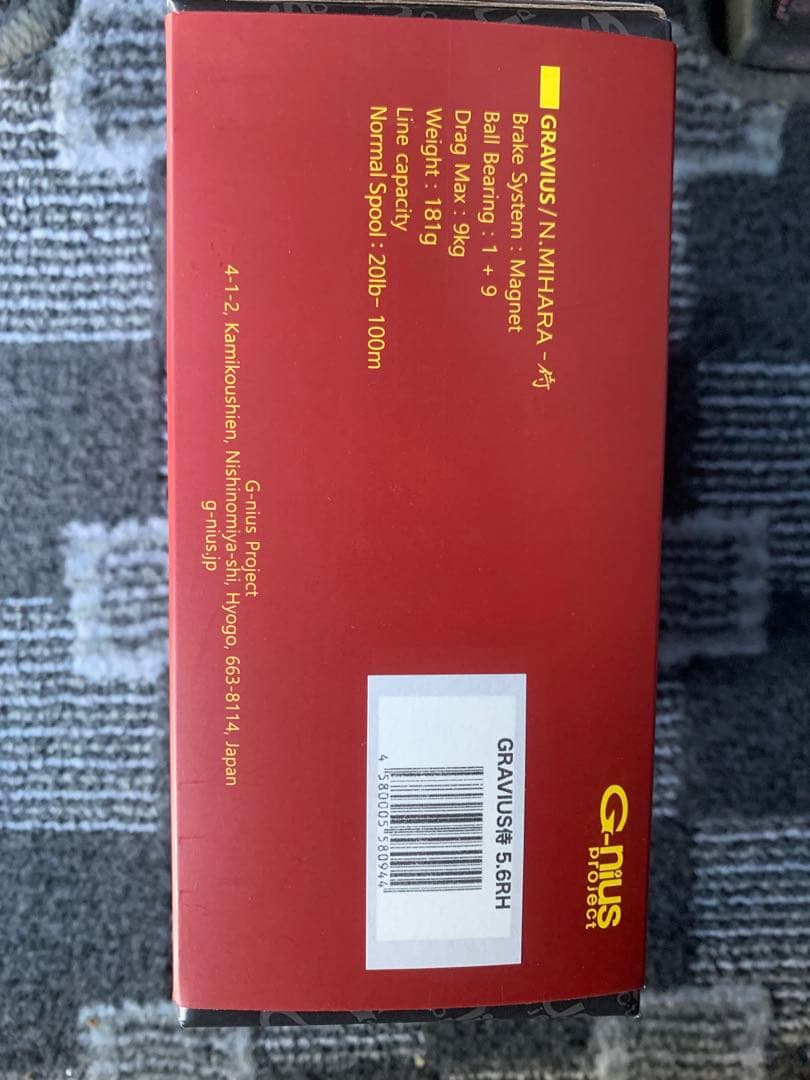 GRAVIUS / N.MIHARA - 侍
Brake System : Magnet
Ball Bearing : 1 + 9
Drag Max : 9kg
Weight : 181g
Line capacity
Normal Spool : 20lb– 100m
G-nius Project
4-1-2, Kamikoushien, Nishinomiya-shi, Hyogo, 663-8114, Japan
g-nius.jp
G-nius
project
GRAVIUS侍 5.6RH
4 580005 580944